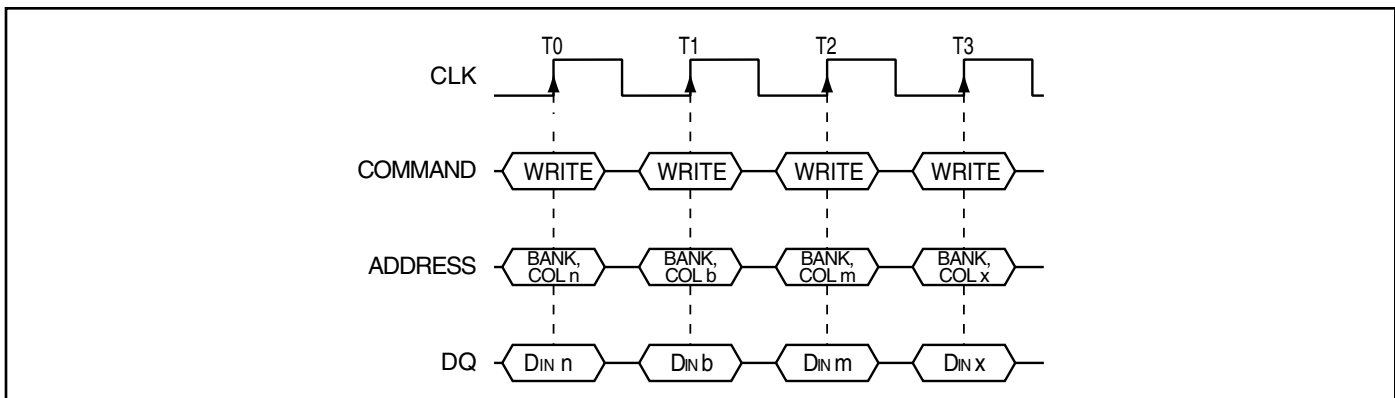 T0 T1 T2 T3
CLK
COMMAND WRITE WRITE WRITE WRITE
ADDRESS BANK, COL n BANK, COL b BANK, COL m BANK, COL x
DQ DIN n DIN b DIN m DIN x